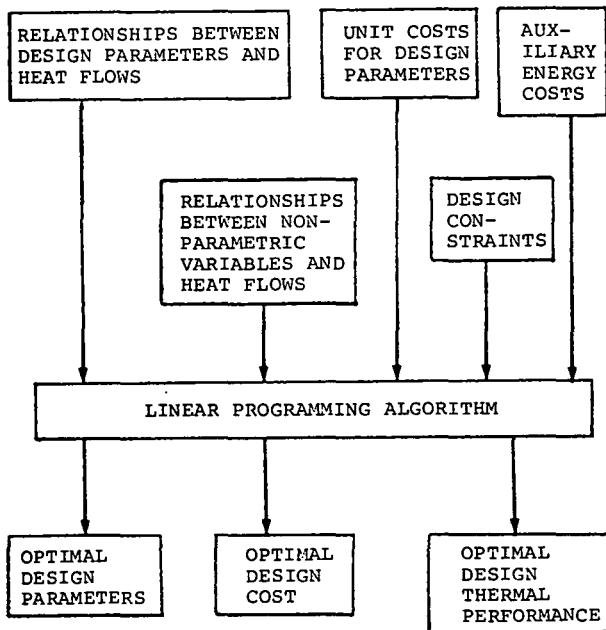 RELATIONSHIPS BETWEEN
DESIGN PARAMETERS AND
HEAT FLOWS
UNIT COSTS
FOR DESIGN
PARAMETERS
AUX-
ILIARY
ENERGY
COSTS
RELATIONSHIPS
BETWEEN NON-
PARAMETRIC
VARIABLES AND
HEAT FLOWS
DESIGN
CON-
STRAINTS
LINEAR PROGRAMMING ALGORITHM
OPTIMAL
DESIGN
PARAMETERS
OPTIMAL
DESIGN
COST
OPTIMAL
DESIGN
THERMAL
PERFORMANCE